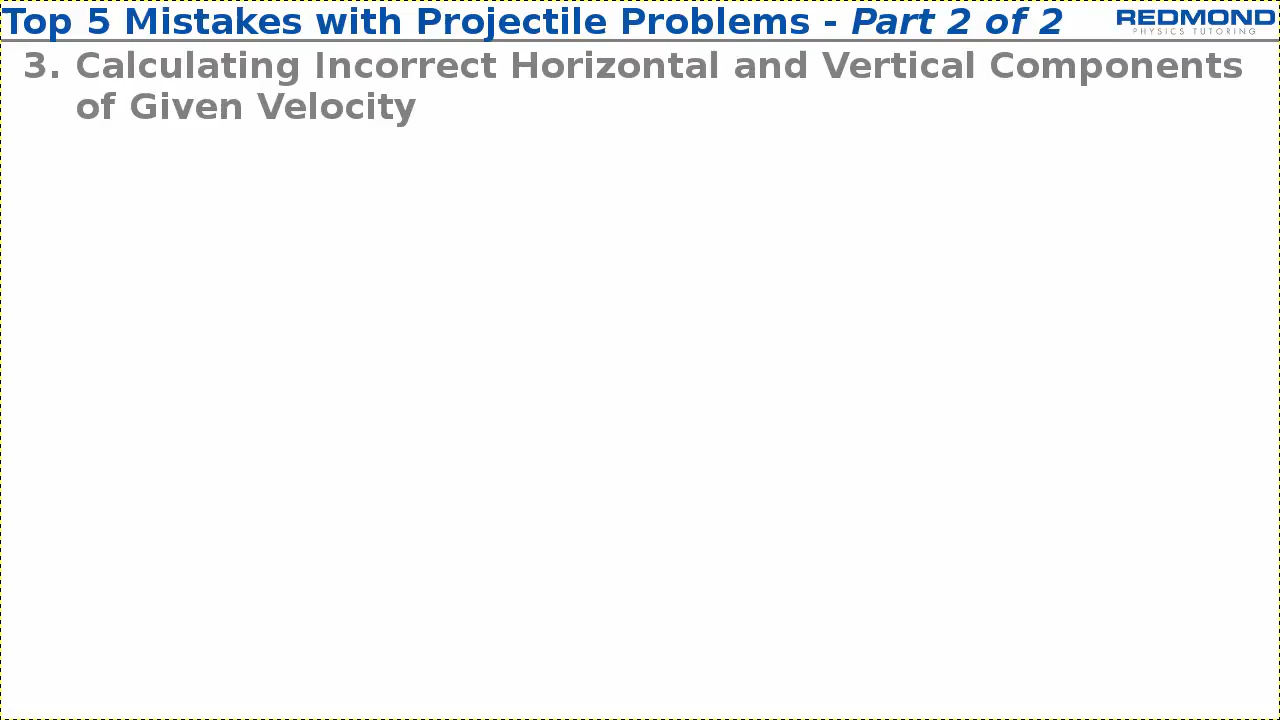 Top 5 Mistakes with Projectile Problems - Part 2 of 2
REDMOND
PHYSICS TUTORING
3. Calculating Incorrect Horizontal and Vertical Components
of Given Velocity